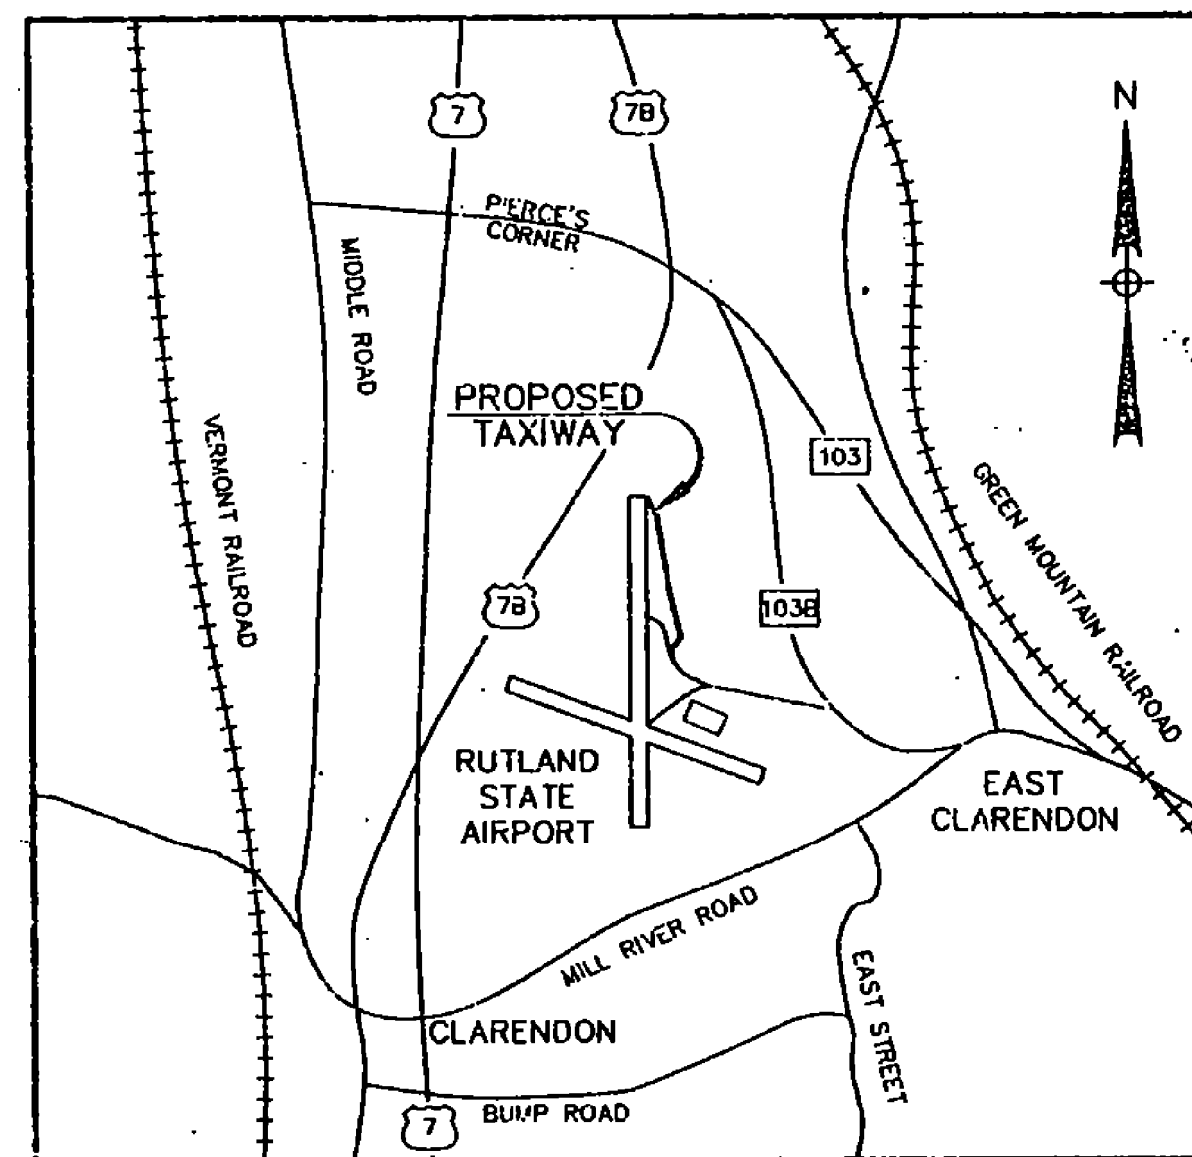 7
7B
N
PIERCE'S
CORNER
MIDDLE ROAD
PROPOSED
TAXIWAY
103
VERMONT RAILROAD
GREEN MOUNTAIN RAILROAD
7B
103B
RUTLAND
STATE
AIRPORT
EAST
CLARENDON
MILL RIVER ROAD
EAST STREET
CLARENDON
BUMP ROAD
7